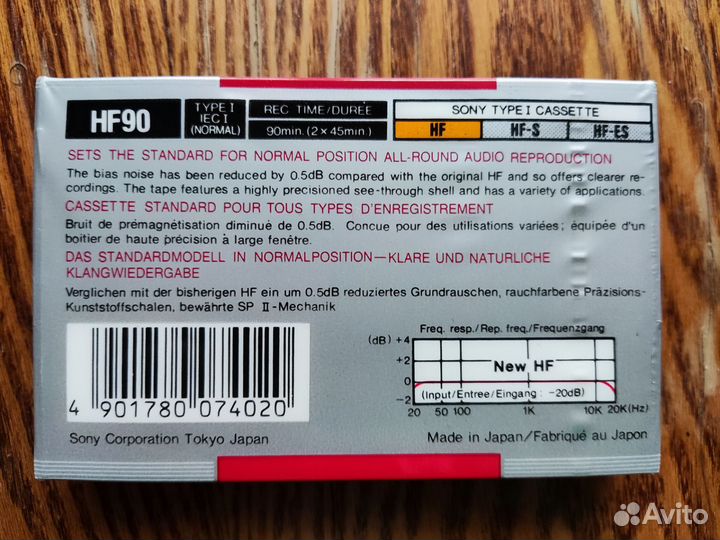 HF90
TYPE I
IEC I
(NORMAL)
REC TIME/DURÉE
90min. (2 x 45min.)
SONY TYPE I CASSETTE
HF HF-S HF-ES
SETS THE STANDARD FOR NORMAL POSITION ALL-ROUND AUDIO REPRODUCTION
The bias noise has been reduced by 0.5dB compared with the original HF and so offers clearer re-
cordings. The tape features a highly precisioned see-through shell and has a variety of applications.
CASSETTE STANDARD POUR TOUS TYPES D'ENREGISTREMENT
Bruit de prémagnétisation diminué de 0.5dB. Concue pour des utilisations variées; équipée d'un
boitier de haute précision à large fenêtre.
DAS STANDARDMODELL IN NORMALPOSITION—KLARE UND NATURLICHE
KLANGWIEDERGABE
Verglichen mit der bisherigen HF ein um 0.5dB reduziertes Grundrauschen, rauchfarbene Präzisions-
Kunststoffschalen, bewährte SP II-Mechanik
4 901780 074020
Freq. resp./Rep. freq./Frequenzgang
(dB) +4
+2
0
-2
New HF
(Input/Entree/Eingang: -20dB)
20 50 100 1K 10K 20K(Hz)
Sony Corporation Tokyo Japan
Made in Japan/Fabriqué au Japon
Avito